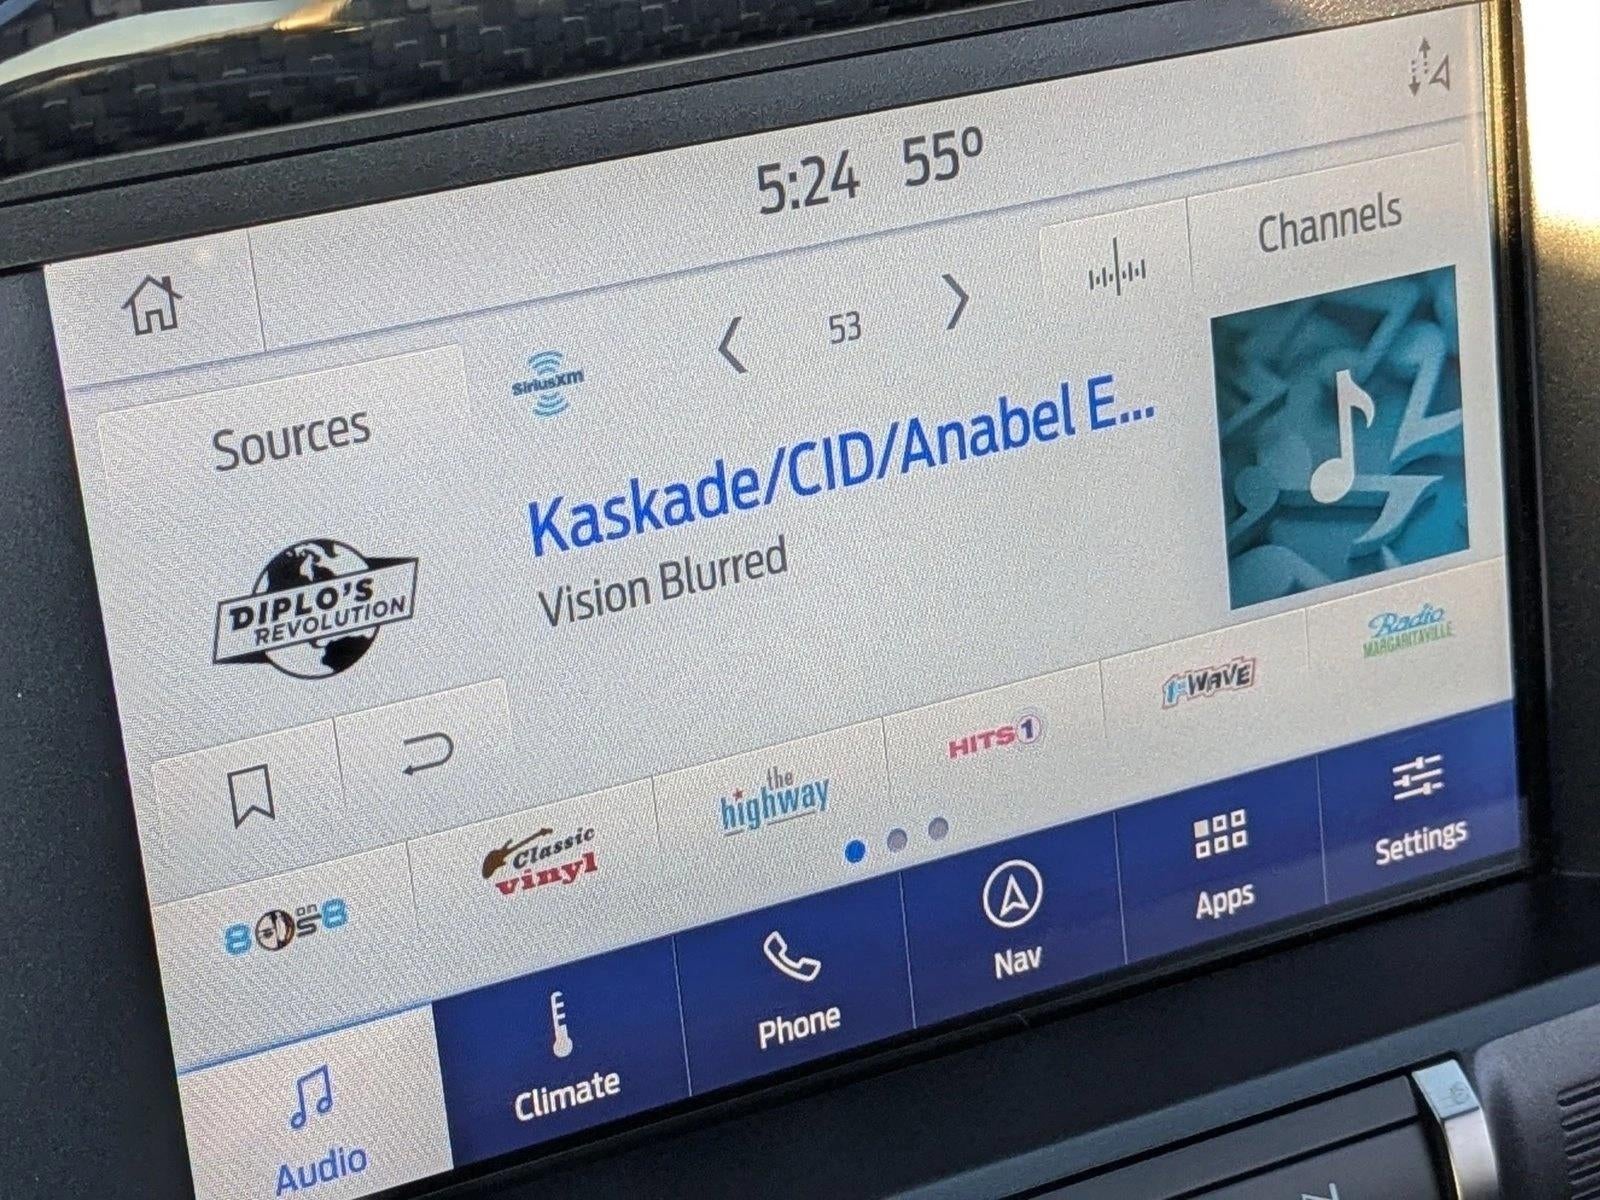 5:24 55º
Channels
Sources
SiriusXM
53
Kaskade/CID/Anabel E...
Vision Blurred
DIPLO'S
REVOLUTION
80s on 8
Classic
vinyl
the
highway
HITS 1
1st WAVE
Radio
MARGARITAVILLE
Audio
Climate
Phone
Nav
Apps
Settings